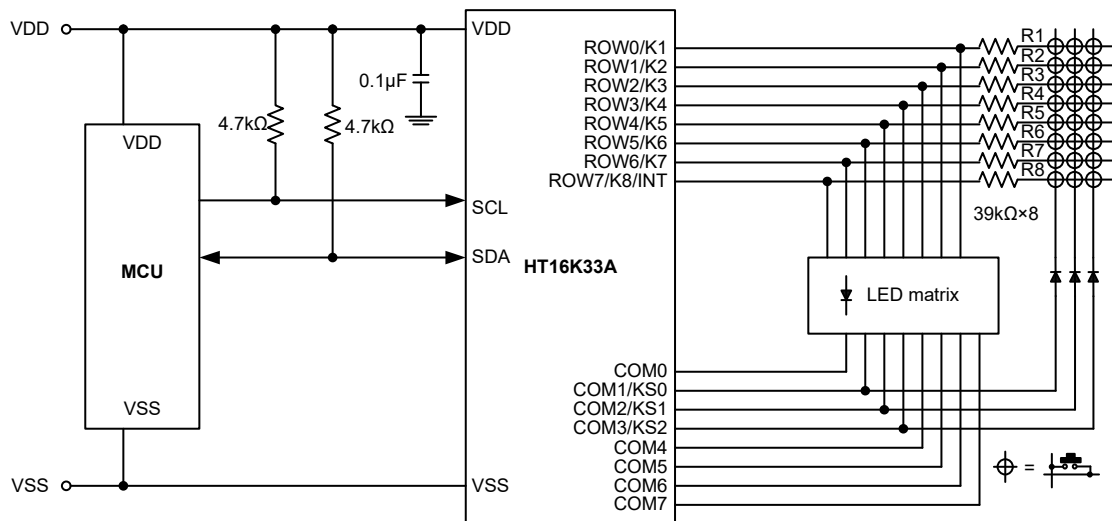 VDD
VDD
ROW0/K1
R1
ROW1/K2
R2
ROW2/K3
R3
ROW3/K4
R4
ROW4/K5
R5
ROW5/K6
R6
ROW6/K7
R7
ROW7/K8/INT
R8
0.1µF
4.7kΩ
4.7kΩ
VDD
SCL
39kΩ×8
SDA
MCU
HT16K33A
LED matrix
COM0
COM1/KS0
COM2/KS1
COM3/KS2
COM4
COM5
COM6
COM7
VSS
VSS
VSS
=